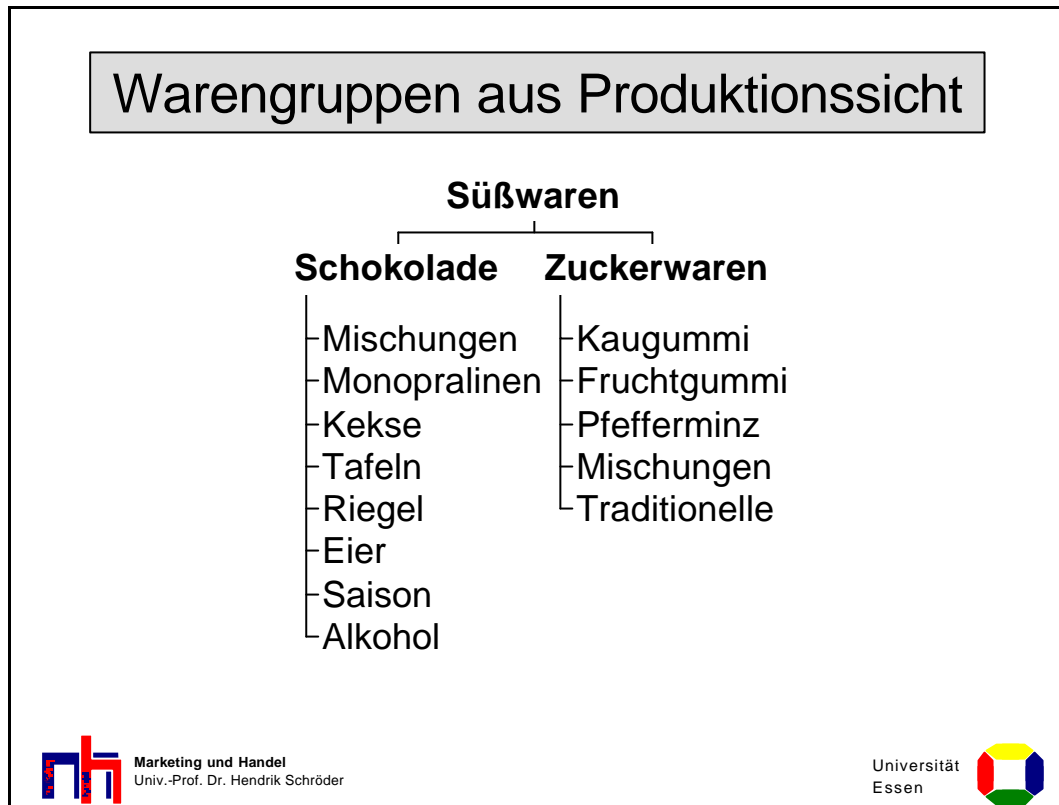 Warengruppen aus Produktionssicht
Süßwaren
Schokolade
Mischungen
Monopralinen
Kekse
Tafeln
Riegel
Eier
Saison
Alkohol
Zuckerwaren
Kaugummi
Fruchtgummi
Pfefferminz
Mischungen
Traditionelle
Marketing und Handel
Univ.-Prof. Dr. Hendrik Schröder
Universität
Essen